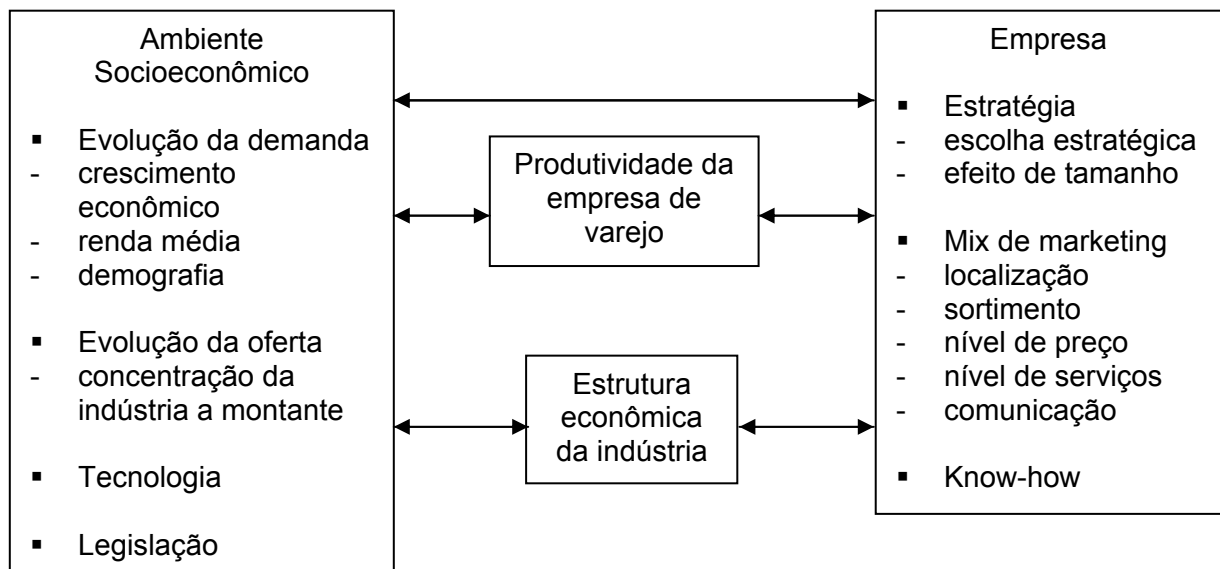 Ambiente
Socioeconômico
▪ Evolução da demanda
- crescimento
econômico
- renda média
- demografia
▪ Evolução da oferta
- concentração da
indústria a montante
▪ Tecnologia
▪ Legislação
Produtividade da
empresa de
varejo
Estrutura
econômica
da indústria
Empresa
▪ Estratégia
- escolha estratégica
- efeito de tamanho
▪ Mix de marketing
- localização
- sortimento
- nível de preço
- nível de serviços
- comunicação
▪ Know-how